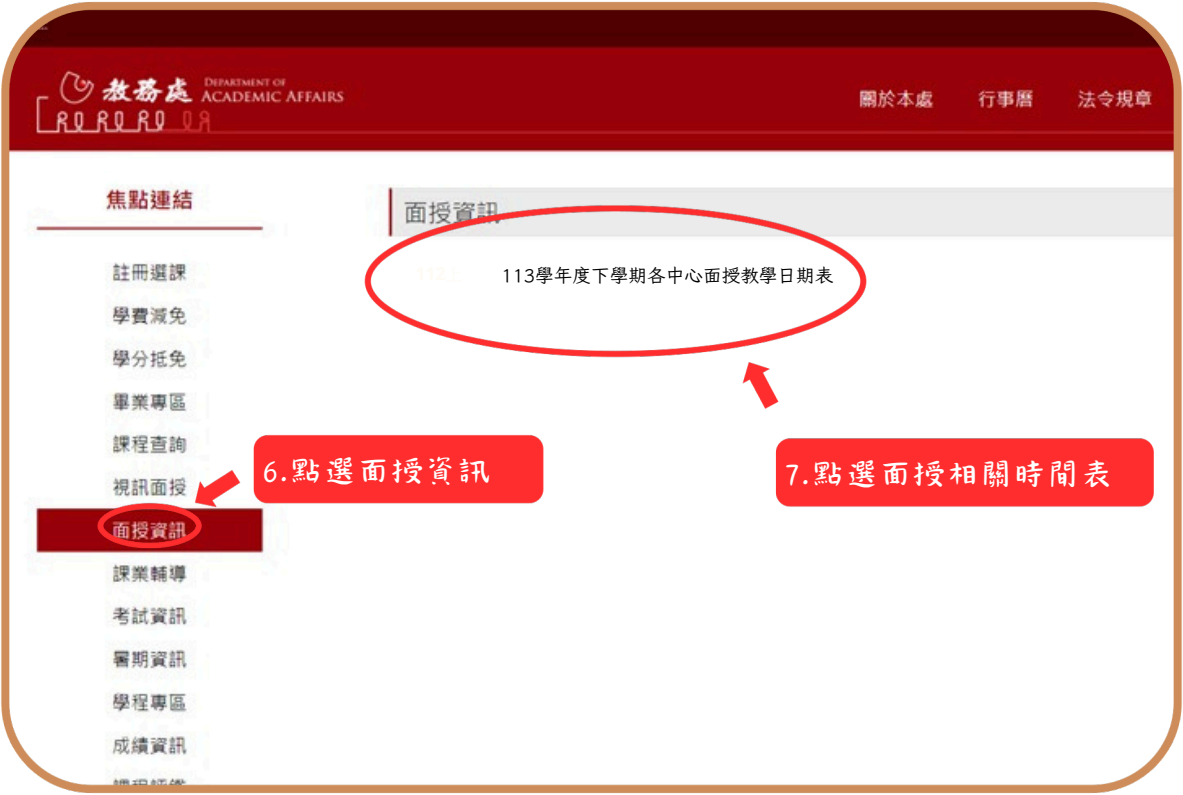 教務處 DEPARTMENT OF ACADEMIC AFFAIRS
關於本處 行事曆 法令規章
焦點連結
面授資訊
113學年度下學期各中心面授教學日期表
註冊選課
學費減免
學分抵免
畢業專區
課程查詢
視訊面授
面授資訊
課業輔導
考試資訊
暑期資訊
學程專區
成績資訊
6.點選面授資訊
7.點選面授相關時間表